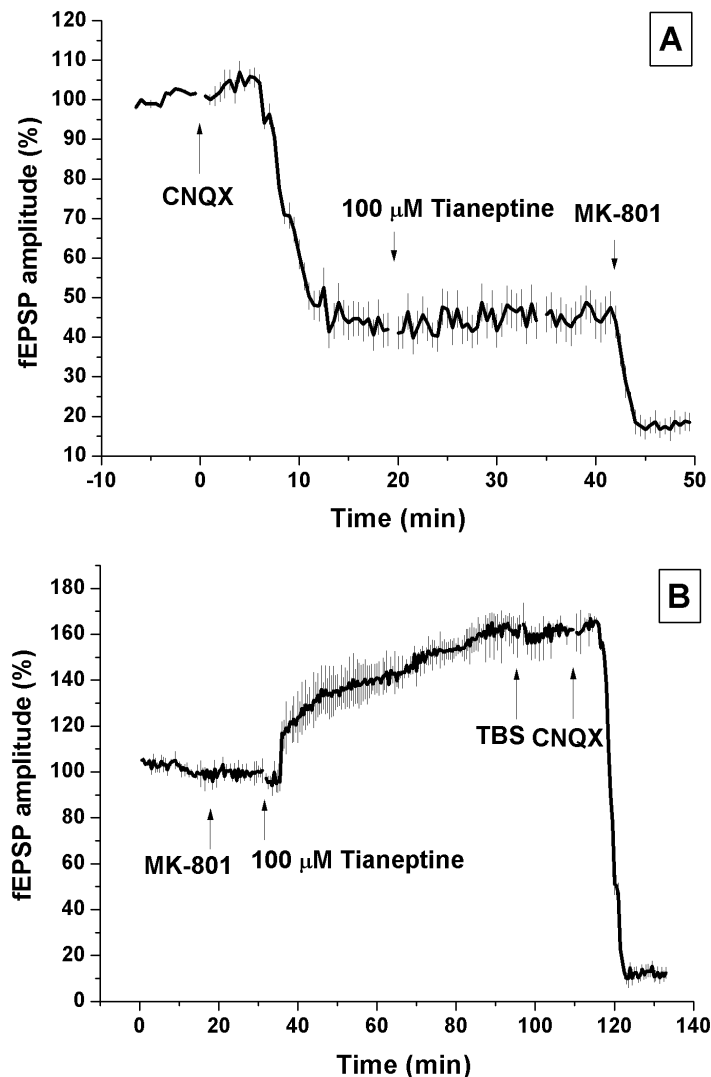 A
120
110
100
90
80
70
60
50
40
30
20
10
fEPSP amplitude (%)
CNQX
100 μM Tianeptine
MK-801
-10 0 10 20 30 40 50
Time (min)
B
180
160
140
120
100
80
60
40
20
0
fEPSP amplitude (%)
TBS CNQX
MK-801 100 μM Tianeptine
0 20 40 60 80 100 120 140
Time (min)